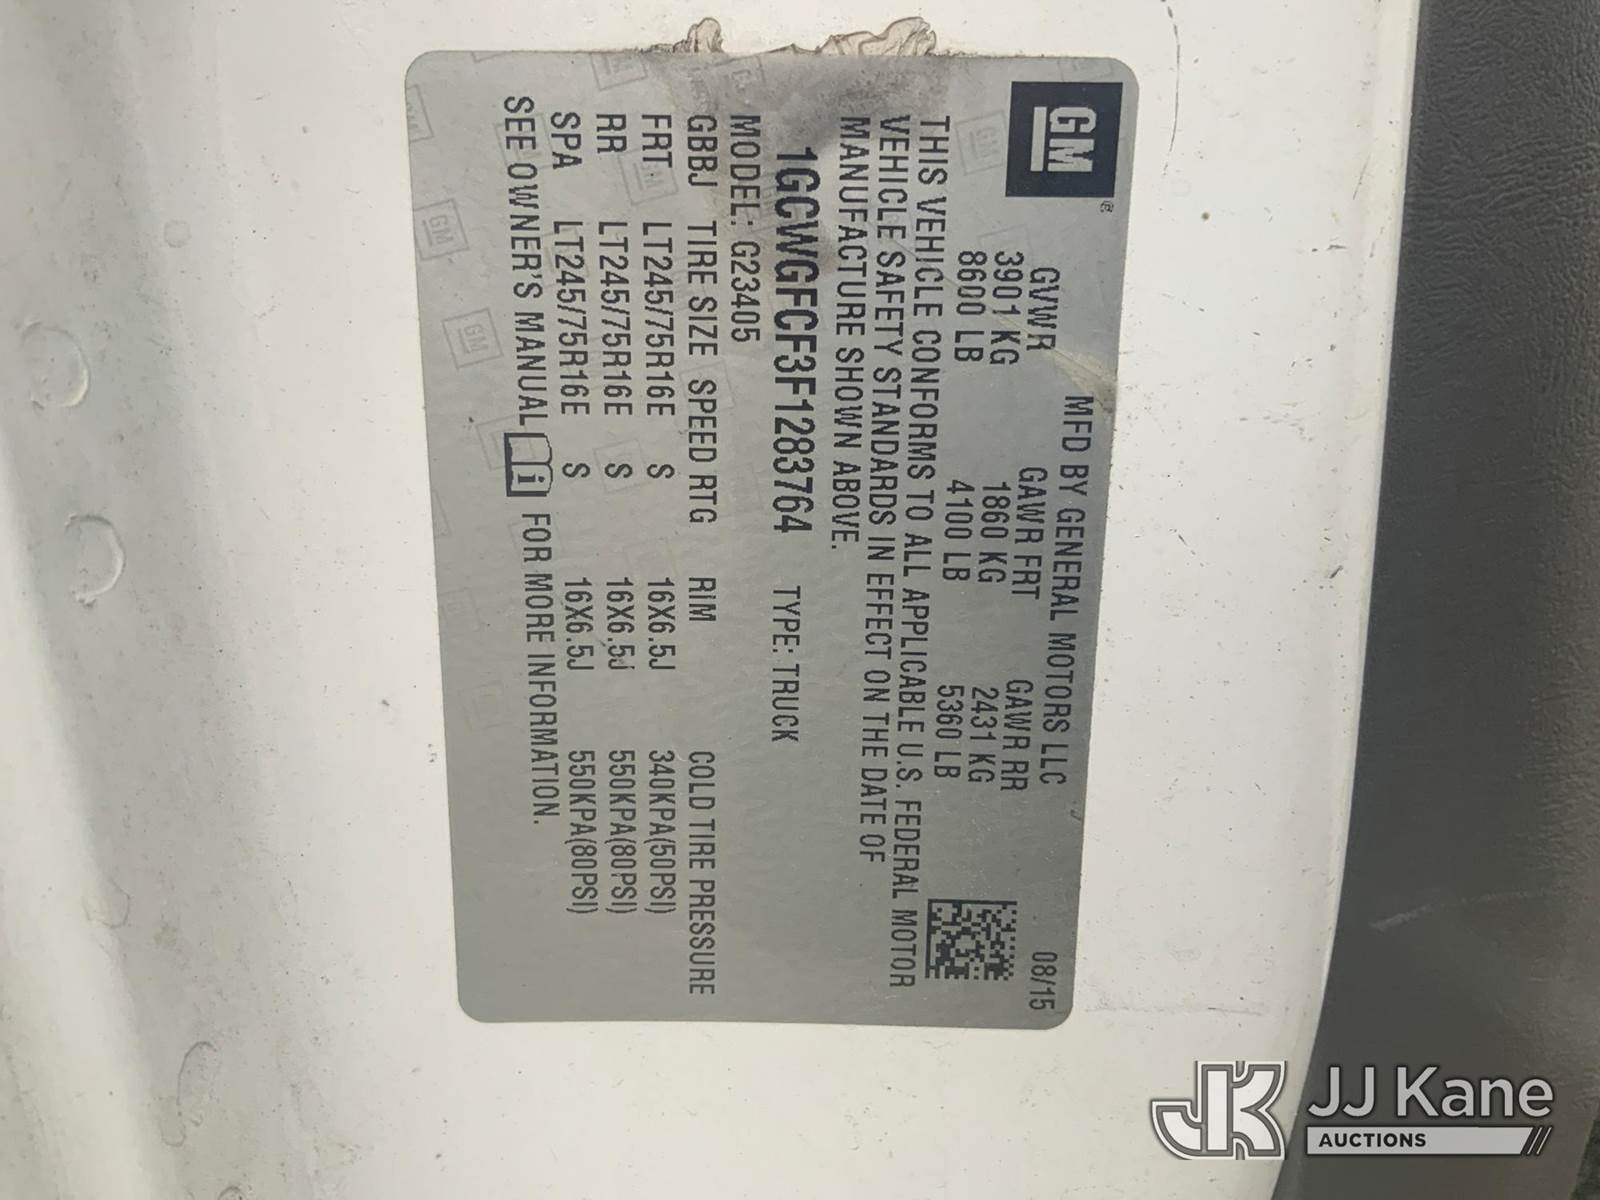 GM®
MFD BY GENERAL MOTORS LLC 08/15
GVWR GAWR FRT GAWR RR
3901 KG 1860 KG 2431 KG
8600 LB 4100 LB 5360 LB
THIS VEHICLE CONFORMS TO ALL APPLICABLE U.S. FEDERAL MOTOR
VEHICLE SAFETY STANDARDS IN EFFECT ON THE DATE OF
MANUFACTURE SHOWN ABOVE.
1GCWGFCF3F1283764 TYPE: TRUCK
MODEL: G23405
GBBJ TIRE SIZE SPEED RTG RIM COLD TIRE PRESSURE
FRT LT245/75R16E S 16X6.5J 340KPA(50PSI)
RR LT245/75R16E S 16X6.5J 550KPA(80PSI)
SPA LT245/75R16E S 16X6.5J 550KPA(80PSI)
SEE OWNER'S MANUAL i FOR MORE INFORMATION.
JK JJ Kane
AUCTIONS